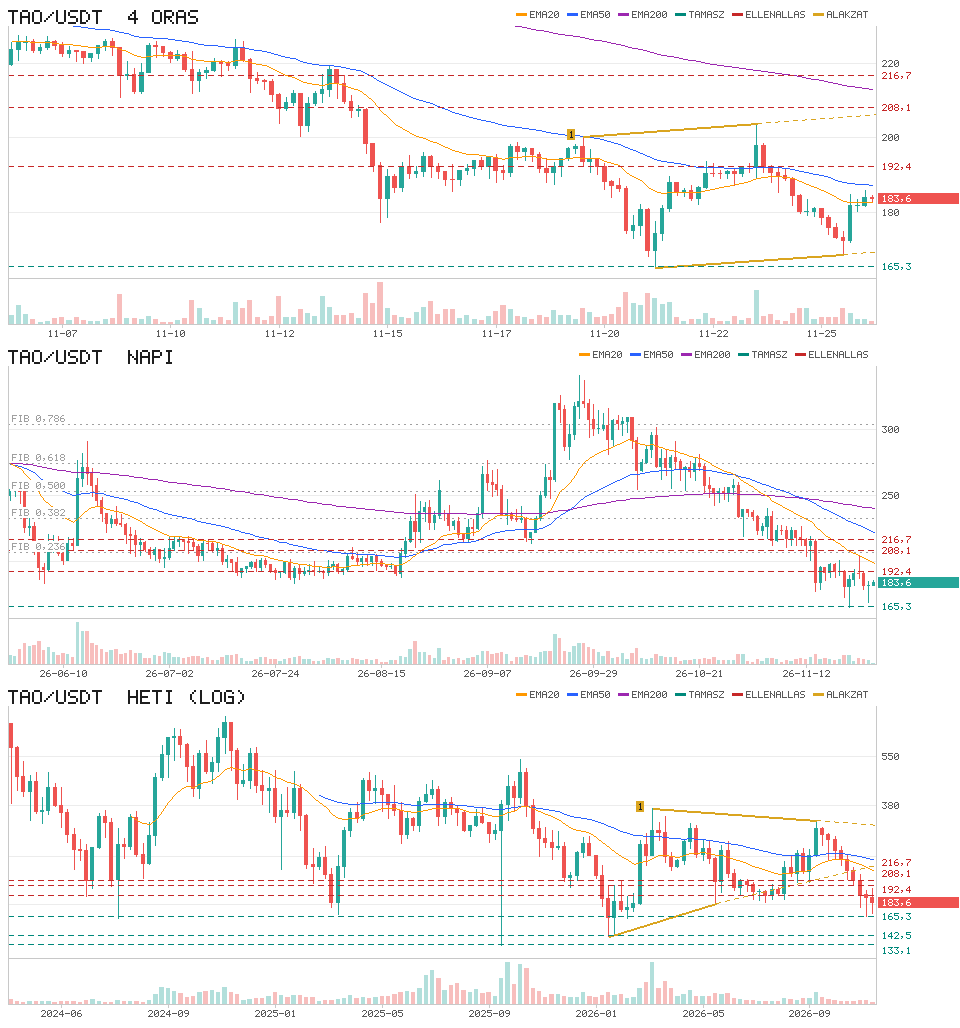 TAO/USDT 4 ORAS
EMA20 EMA50 EMA200 TAMASZ ELLENALLAS ALAKZAT
220
216,7
208,1
200
192,4
183,6
180
165,3
1
11-07 11-10 11-12 11-15 11-17 11-20 11-22 11-25
TAO/USDT NAPI
EMA20 EMA50 EMA200 TAMASZ ELLENALLAS
FIB 0,786
FIB 0,618
FIB 0,500
FIB 0,382
FIB 0,236
300
250
216,7
208,1
192,4
183,6
165,3
26-06-10 26-07-02 26-07-24 26-08-15 26-09-07 26-09-29 26-10-21 26-11-12
TAO/USDT HETI (LOG)
EMA20 EMA50 EMA200 TAMASZ ELLENALLAS ALAKZAT
1
550
380
216,7
208,1
192,4
183,6
165,3
142,5
133,1
2024-06 2024-09 2025-01 2025-05 2025-09 2026-01 2026-05 2026-09